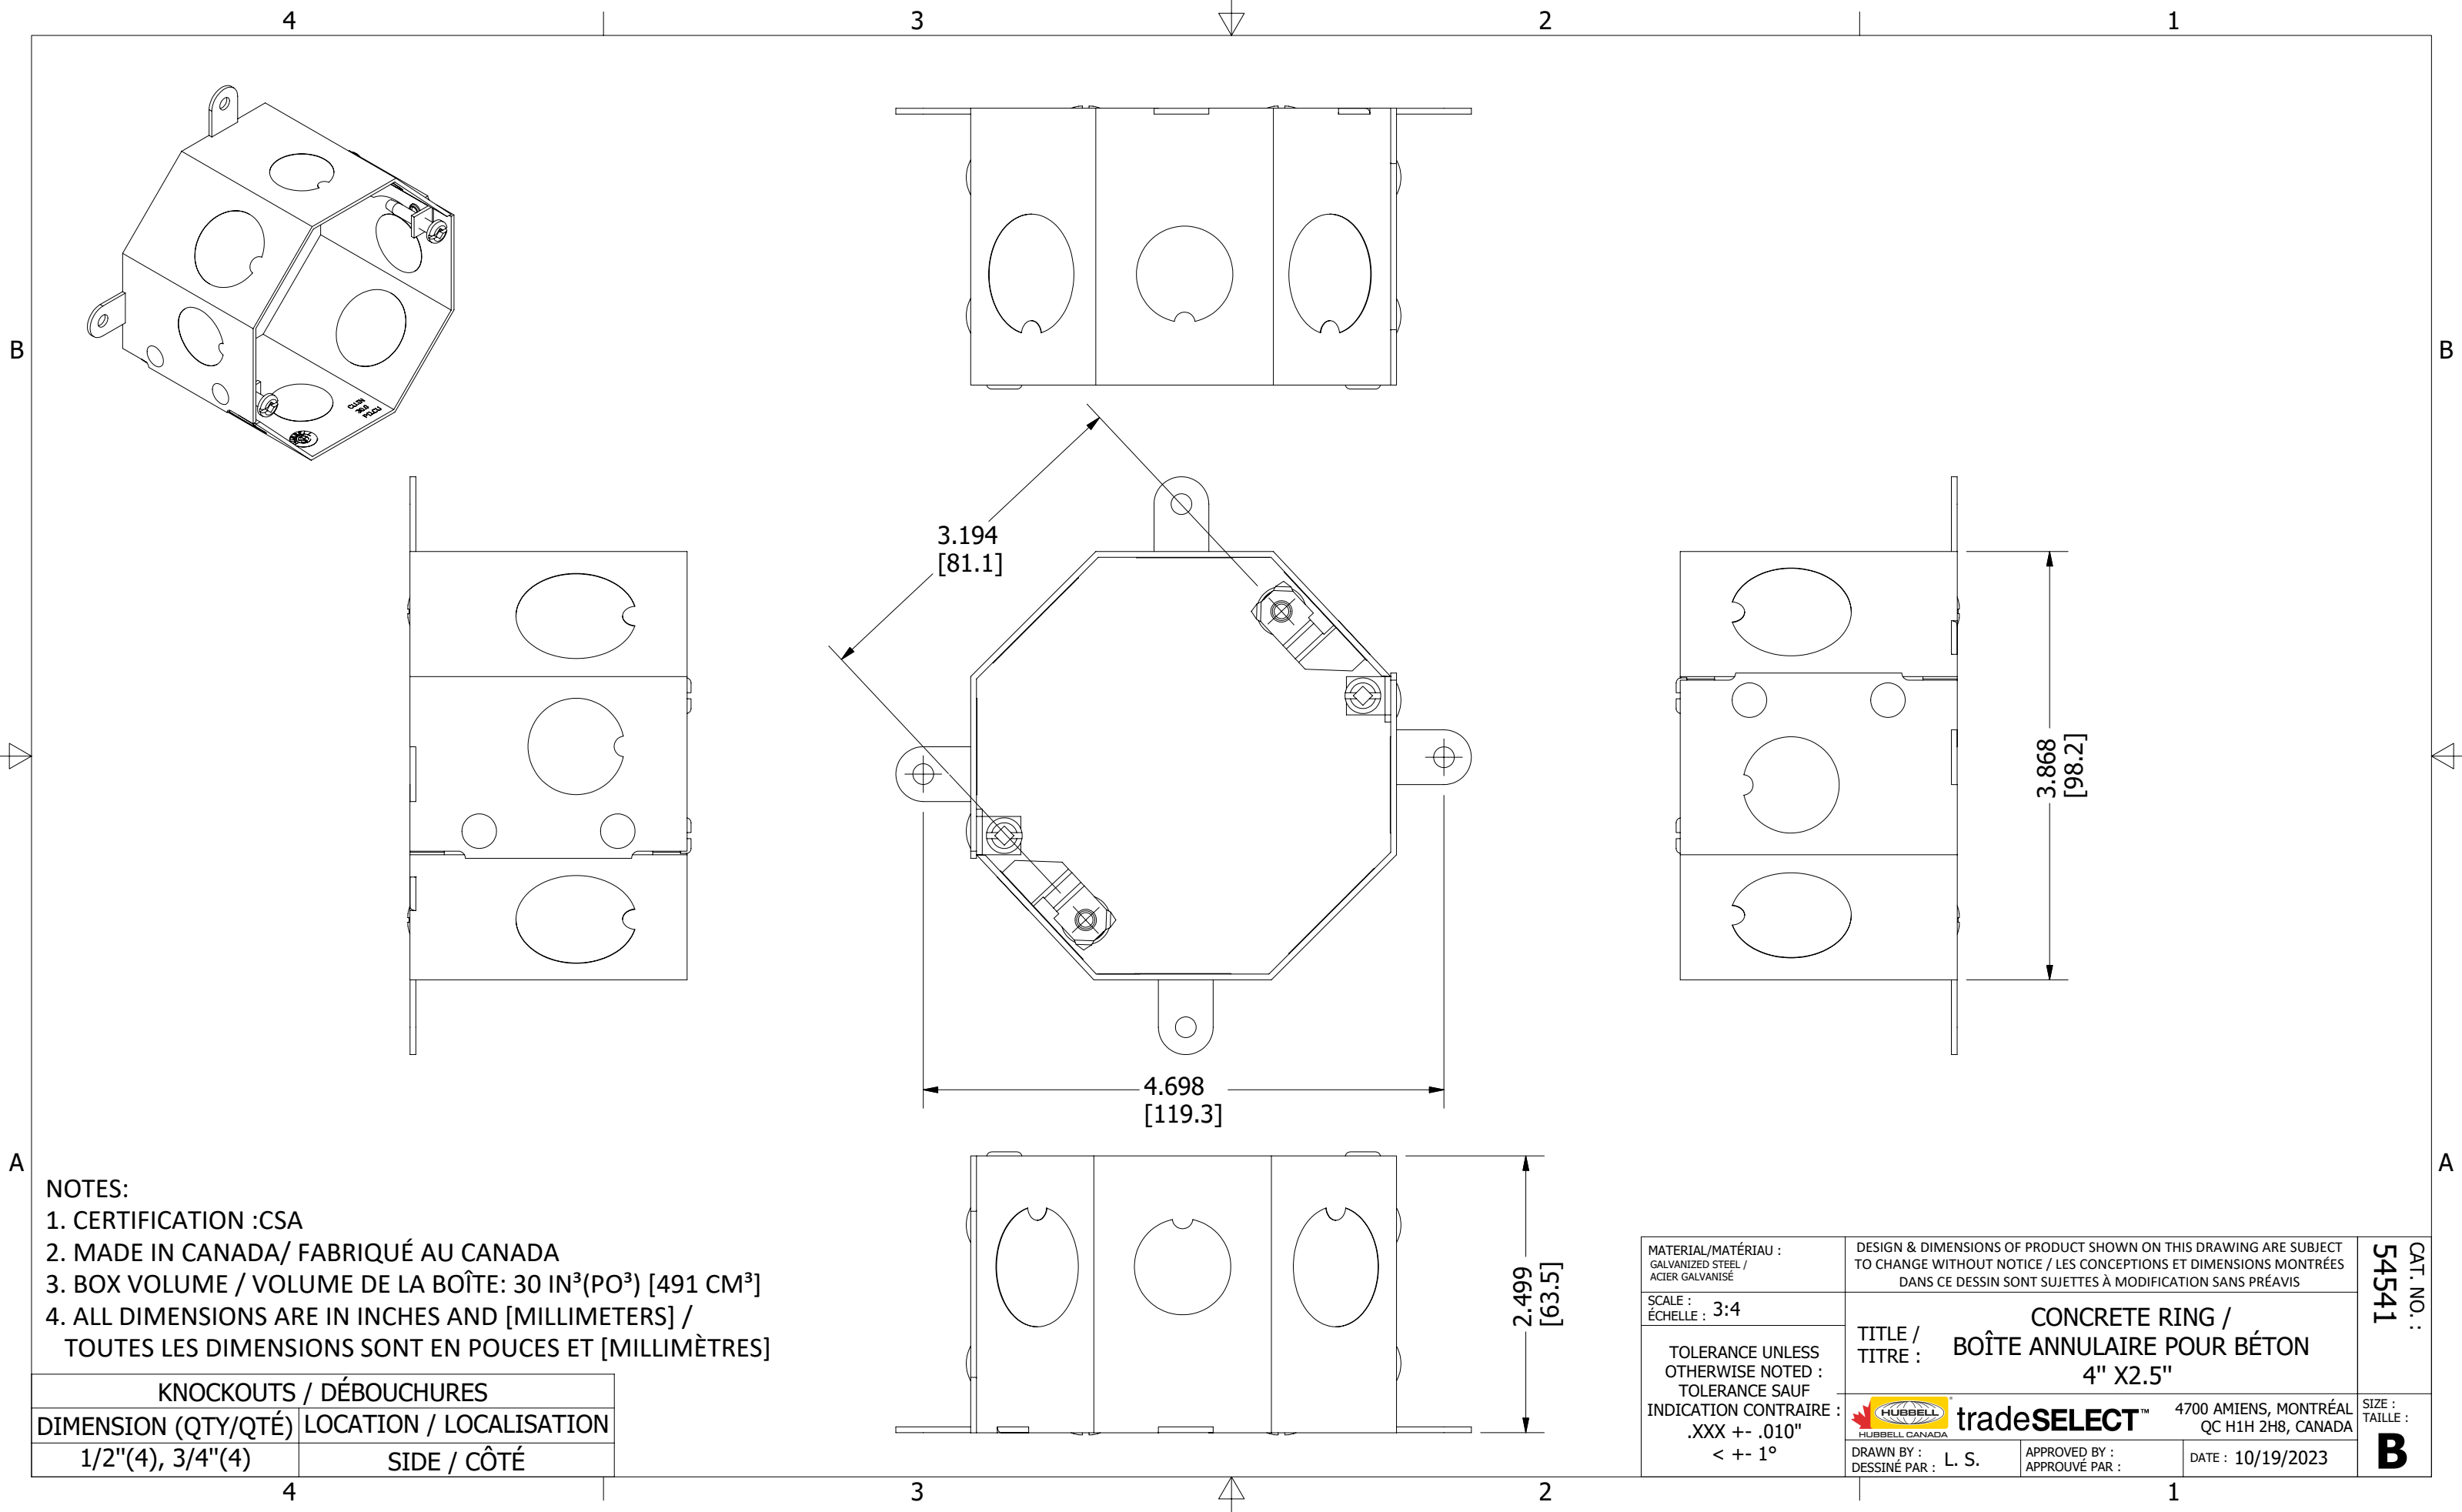 4
3
2
1
B
B
3.194
[81.1]
3.868
[98.2]
4.698
[119.3]
A
A
NOTES:
1. CERTIFICATION :CSA
2. MADE IN CANADA/ FABRIQUÉ AU CANADA
3. BOX VOLUME / VOLUME DE LA BOÎTE: 30 IN³(PO³) [491 CM³]
4. ALL DIMENSIONS ARE IN INCHES AND [MILLIMETERS] /
TOUTES LES DIMENSIONS SONT EN POUCES ET [MILLIMÈTRES]
KNOCKOUTS / DÉBOUCHURES
DIMENSION (QTY/QTÉ) LOCATION / LOCALISATION
1/2"(4), 3/4"(4) SIDE / CÔTÉ
2.499
[63.5]
MATERIAL/MATÉRIAU :
GALVANIZED STEEL /
ACIER GALVANISÉ
SCALE :
ÉCHELLE : 3:4
TOLERANCE UNLESS
OTHERWISE NOTED :
TOLERANCE SAUF
INDICATION CONTRAIRE :
.XXX +- .010"
< +- 1°
DESIGN & DIMENSIONS OF PRODUCT SHOWN ON THIS DRAWING ARE SUBJECT
TO CHANGE WITHOUT NOTICE / LES CONCEPTIONS ET DIMENSIONS MONTRÉES
DANS CE DESSIN SONT SUJETTES À MODIFICATION SANS PRÉAVIS
TITLE /
TITRE :
CONCRETE RING /
BOÎTE ANNULAIRE POUR BÉTON
4" X2.5"
CAT. NO. :
54541
HUBBELL
HUBBELL CANADA
tradeSELECT™
4700 AMIENS, MONTRÉAL
QC H1H 2H8, CANADA
SIZE :
TAILLE :
B
DRAWN BY :
DESSINÉ PAR : L. S.
APPROVED BY :
APPROUVÉ PAR :
DATE : 10/19/2023
4
3
2
1